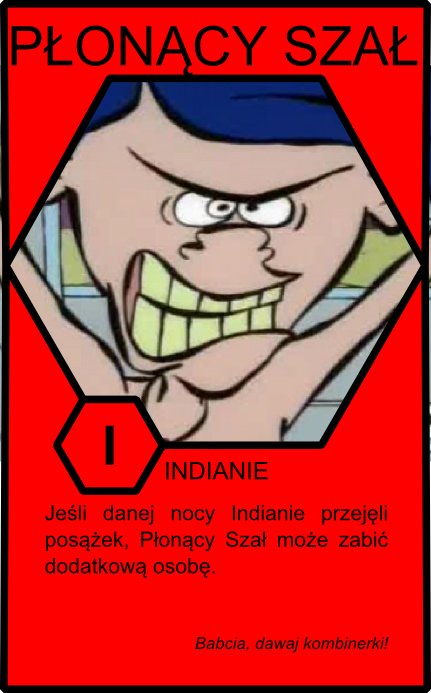 PŁONĄCY SZAŁ
I
INDIANIE
Jeśli danej nocy Indianie przejęli
posążek, Płonący Szał może zabić
dodatkową osobę.
Babcia, dawaj kombinerki!